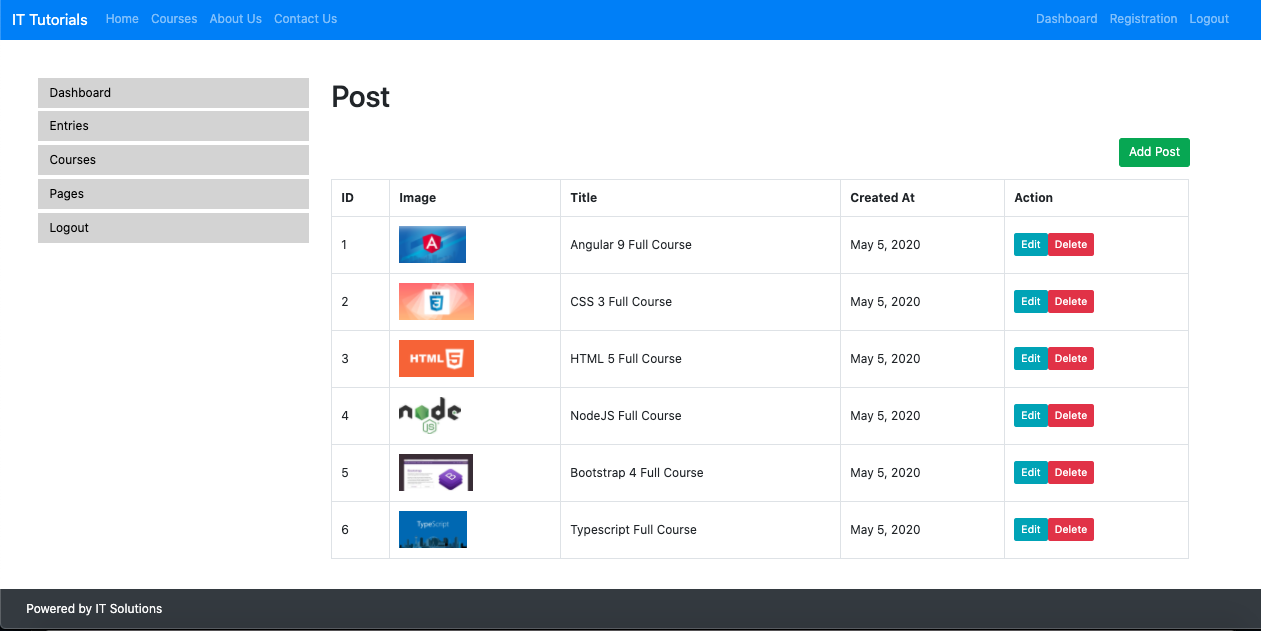 IT Tutorials Home Courses About Us Contact Us Dashboard Registration Logout
Dashboard
Entries
Courses
Pages
Logout
Post
Add Post
ID Image Title Created At Action
1 Angular 9 Full Course May 5, 2020 Edit Delete
2 3 CSS 3 Full Course May 5, 2020 Edit Delete
3 HTML 5 HTML 5 Full Course May 5, 2020 Edit Delete
4 node JS NodeJS Full Course May 5, 2020 Edit Delete
5 Bootstrap 4 Full Course May 5, 2020 Edit Delete
6 TypeScript Typescript Full Course May 5, 2020 Edit Delete
Powered by IT Solutions